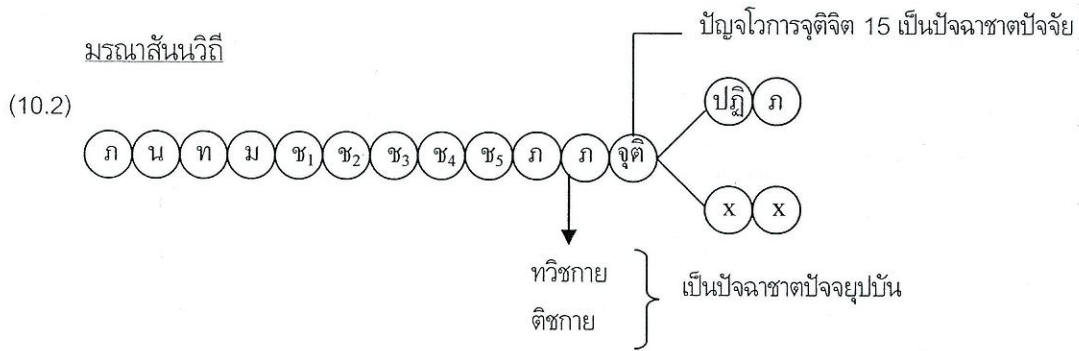 ปัญจโวการจุติจิต 15 เป็นปัจฉาชาตปัจจัย
มรณาสันนวิถี
(10.2)
ปฏิ ภ
ภ น ท ม ช1 ช2 ช3 ช4 ช5 ภ ภ จุติ
x x
ทวิชกาย
เป็นปัจฉาชาตปัจจยุปบัน
ติชกาย